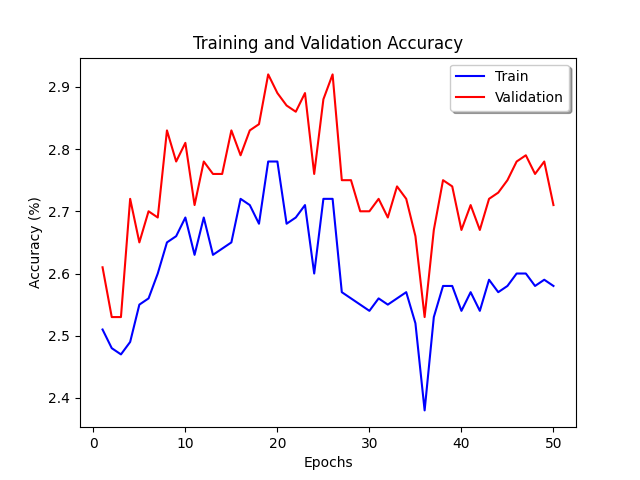 Training and Validation Accuracy
Train
Validation
Accuracy (%)
2.9
2.8
2.7
2.6
2.5
2.4
0 10 20 30 40 50
Epochs